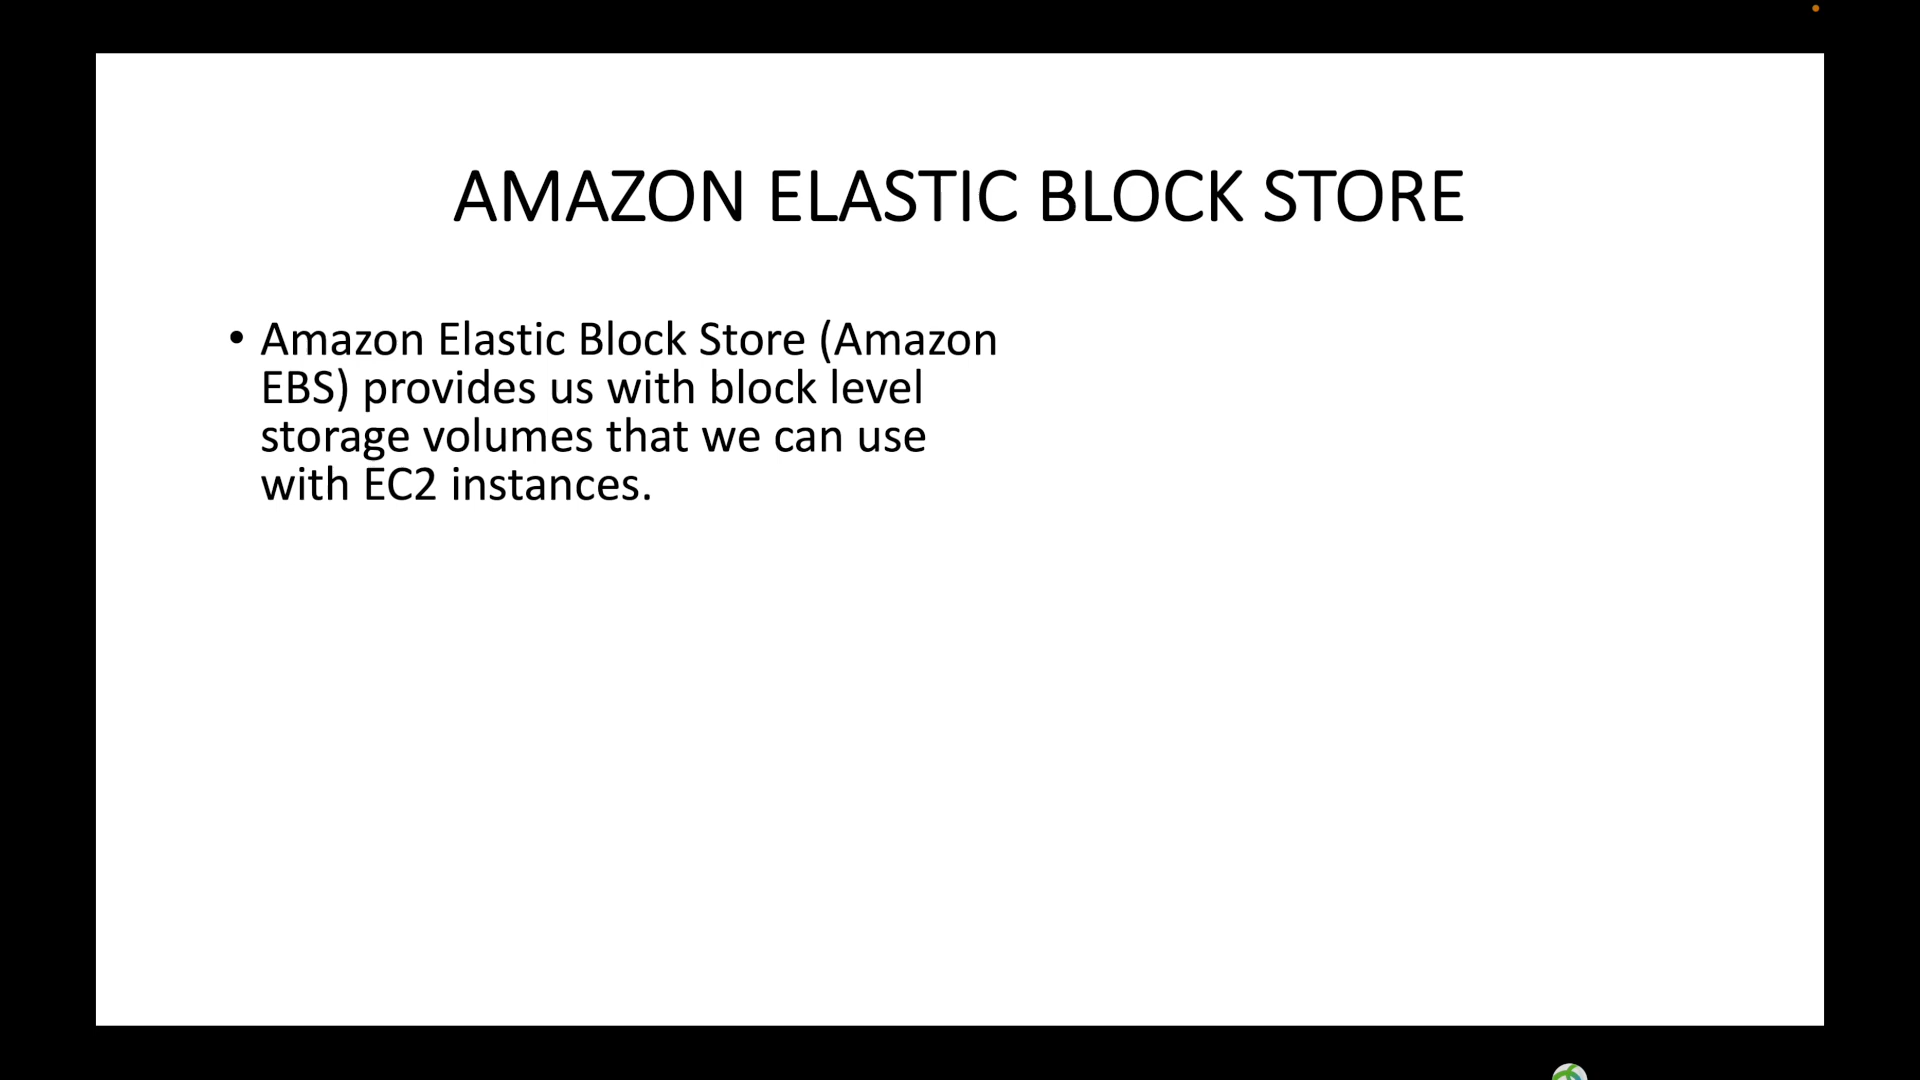 AMAZON ELASTIC BLOCK STORE
• Amazon Elastic Block Store (Amazon
EBS) provides us with block level
storage volumes that we can use
with EC2 instances.